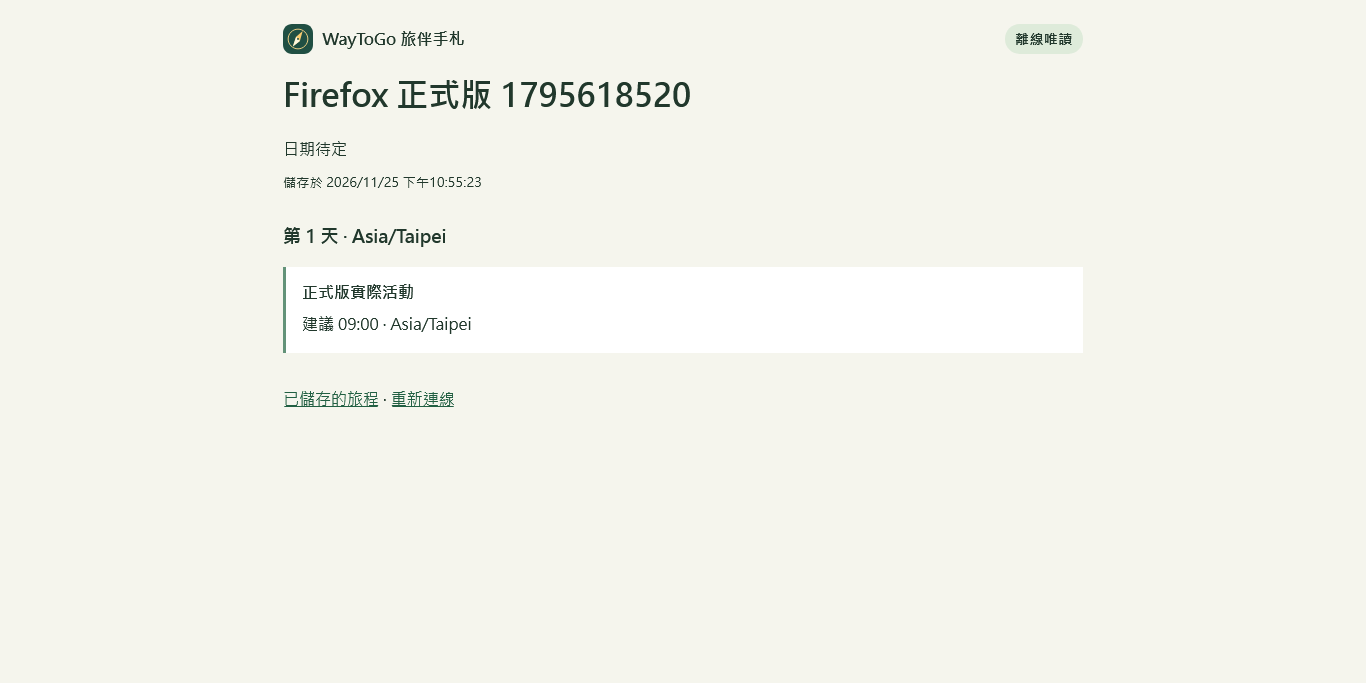 WayToGo 旅伴手札
離線唯讀
Firefox 正式版 1795618520
日期待定
儲存於 2026/11/25 下午10:55:23
第 1 天 · Asia/Taipei
正式版實際活動
建議 09:00 · Asia/Taipei
已儲存的旅程 · 重新連線